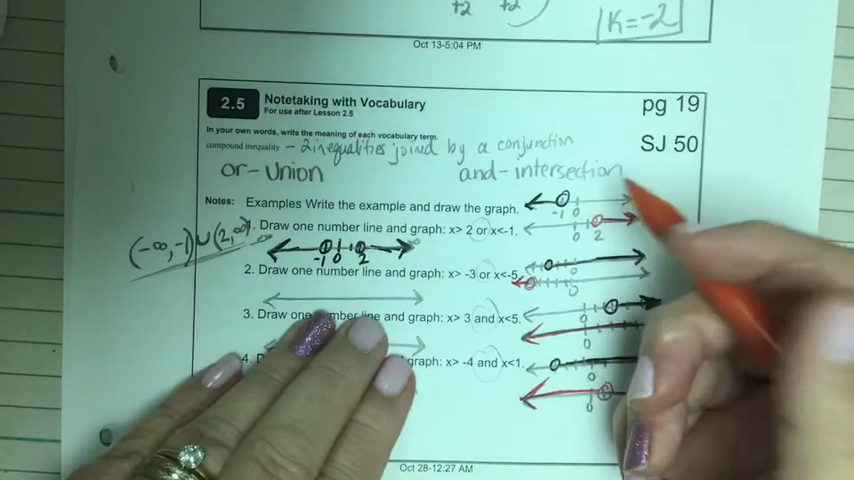 +2 +2
K=-2
Oct 13-5:04 PM
2.5 Notetaking with Vocabulary pg 19
For use after Lesson 2.5
In your own words, write the meaning of each vocabulary term. SJ 50
compound inequality - 2 inequalities joined by a conjunction
or- Union and- intersection
Notes: Examples Write the example and draw the graph.
-1 0
(-∞,-1)∪(2,∞) 1. Draw one number line and graph: x> 2 or x<-1.
0 2
-∞ -1 0 2 ∞
2. Draw one number line and graph: x> -3 or x<-5.
0
0
3. Draw one number line and graph: x> 3 and x<5.
0
0
4. graph: x> -4 and x<1.
0
0
Oct 28-12:27 AM